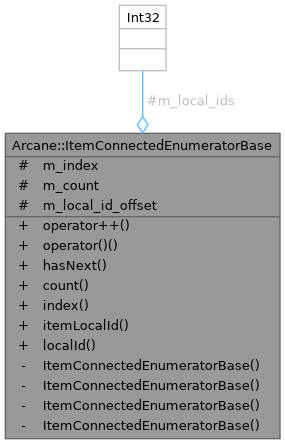 Int32
#m_local_ids
Arcane::ItemConnectedEnumeratorBase
# m_index
# m_count
# m_local_id_offset
+ operator++()
+ operator()()
+ hasNext()
+ count()
+ index()
+ itemLocalId()
+ localId()
- ItemConnectedEnumeratorBase()
- ItemConnectedEnumeratorBase()
- ItemConnectedEnumeratorBase()
- ItemConnectedEnumeratorBase()